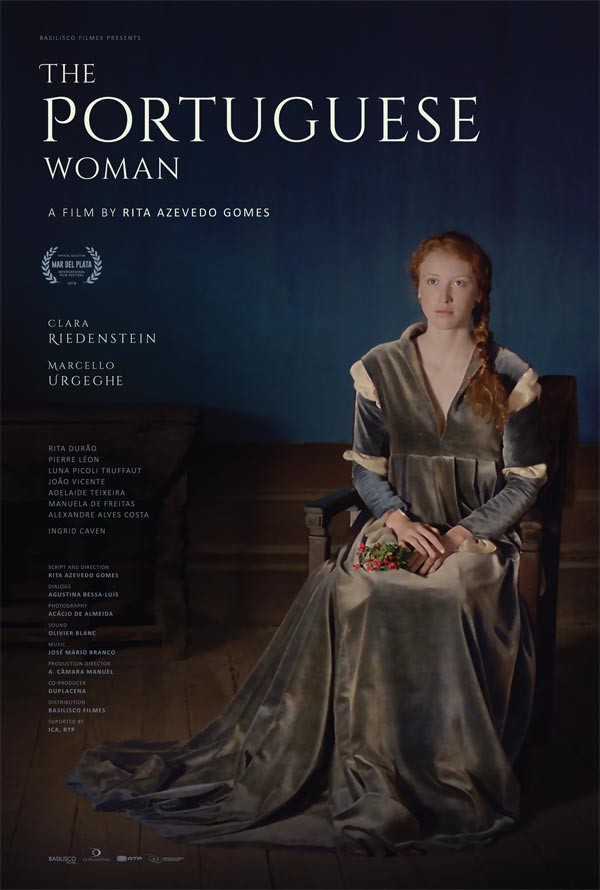 BASILISCO FILMES PRESENTS
THE
PORTUGUESE
WOMAN
A FILM BY RITA AZEVEDO GOMES
OFFICIAL SELECTION
MAR DEL PLATA
INTERNATIONAL
FILM FESTIVAL
2018
CLARA
RIEDENSTEIN
MARCELLO
URGEGHE
RITA DURÃO
PIERRE LÉON
LUNA PICOLI TRUFFAUT
JOÃO VICENTE
ADELAIDE TEIXEIRA
MANUELA DE FREITAS
ALEXANDRE ALVES COSTA
INGRID CAVEN
SCRIPT AND DIRECTION
RITA AZEVEDO GOMES
DIALOGS
AGUSTINA BESSA-LUÍS
PHOTOGRAPHY
ACÁCIO DE ALMEIDA
SOUND
OLIVIER BLANC
MUSIC
JOSÉ MÁRIO BRANCO
PRODUCTION DIRECTOR
A. CÂMARA MANUEL
CO-PRODUCER
DUPLACENA
DISTRIBUTION
BASILISCO FILMES
SUPORTED BY
ICA, RTP
BASILISCO
DUPLACENA
RTP